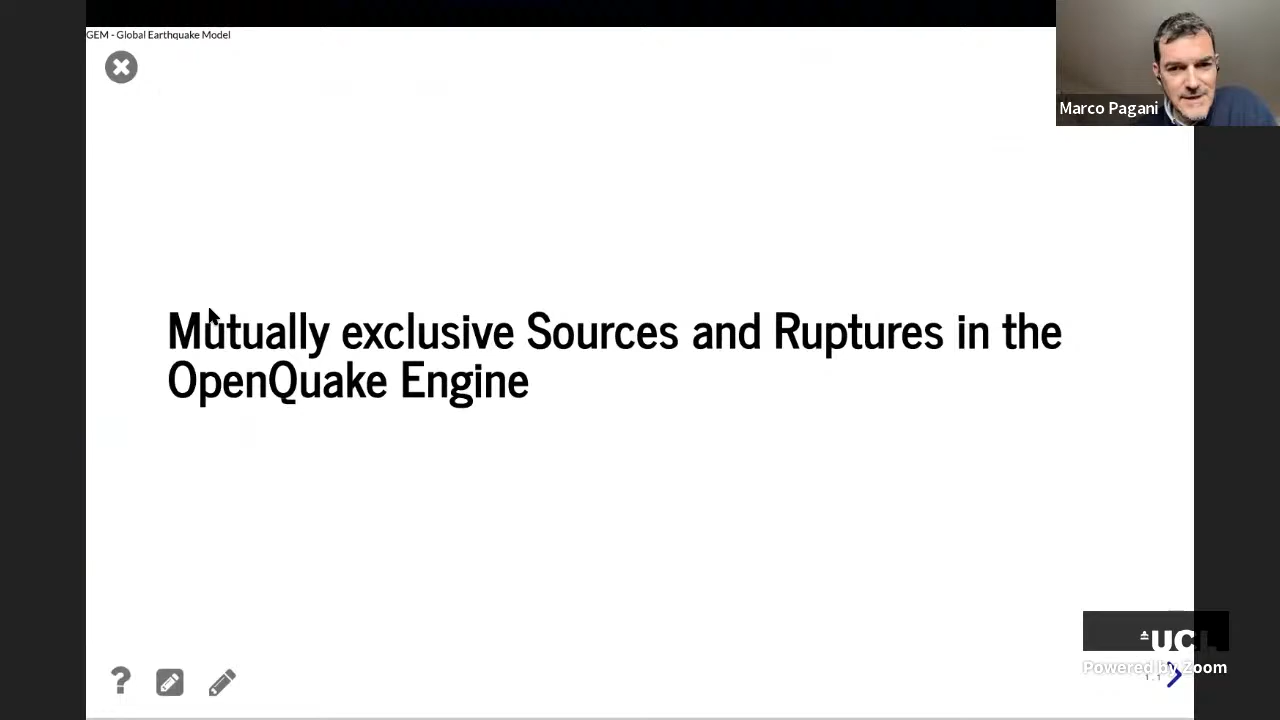 GEM - Global Earthquake Model
Marco Pagani
Mutually exclusive Sources and Ruptures in the
OpenQuake Engine
UCL
Powered by Zoom